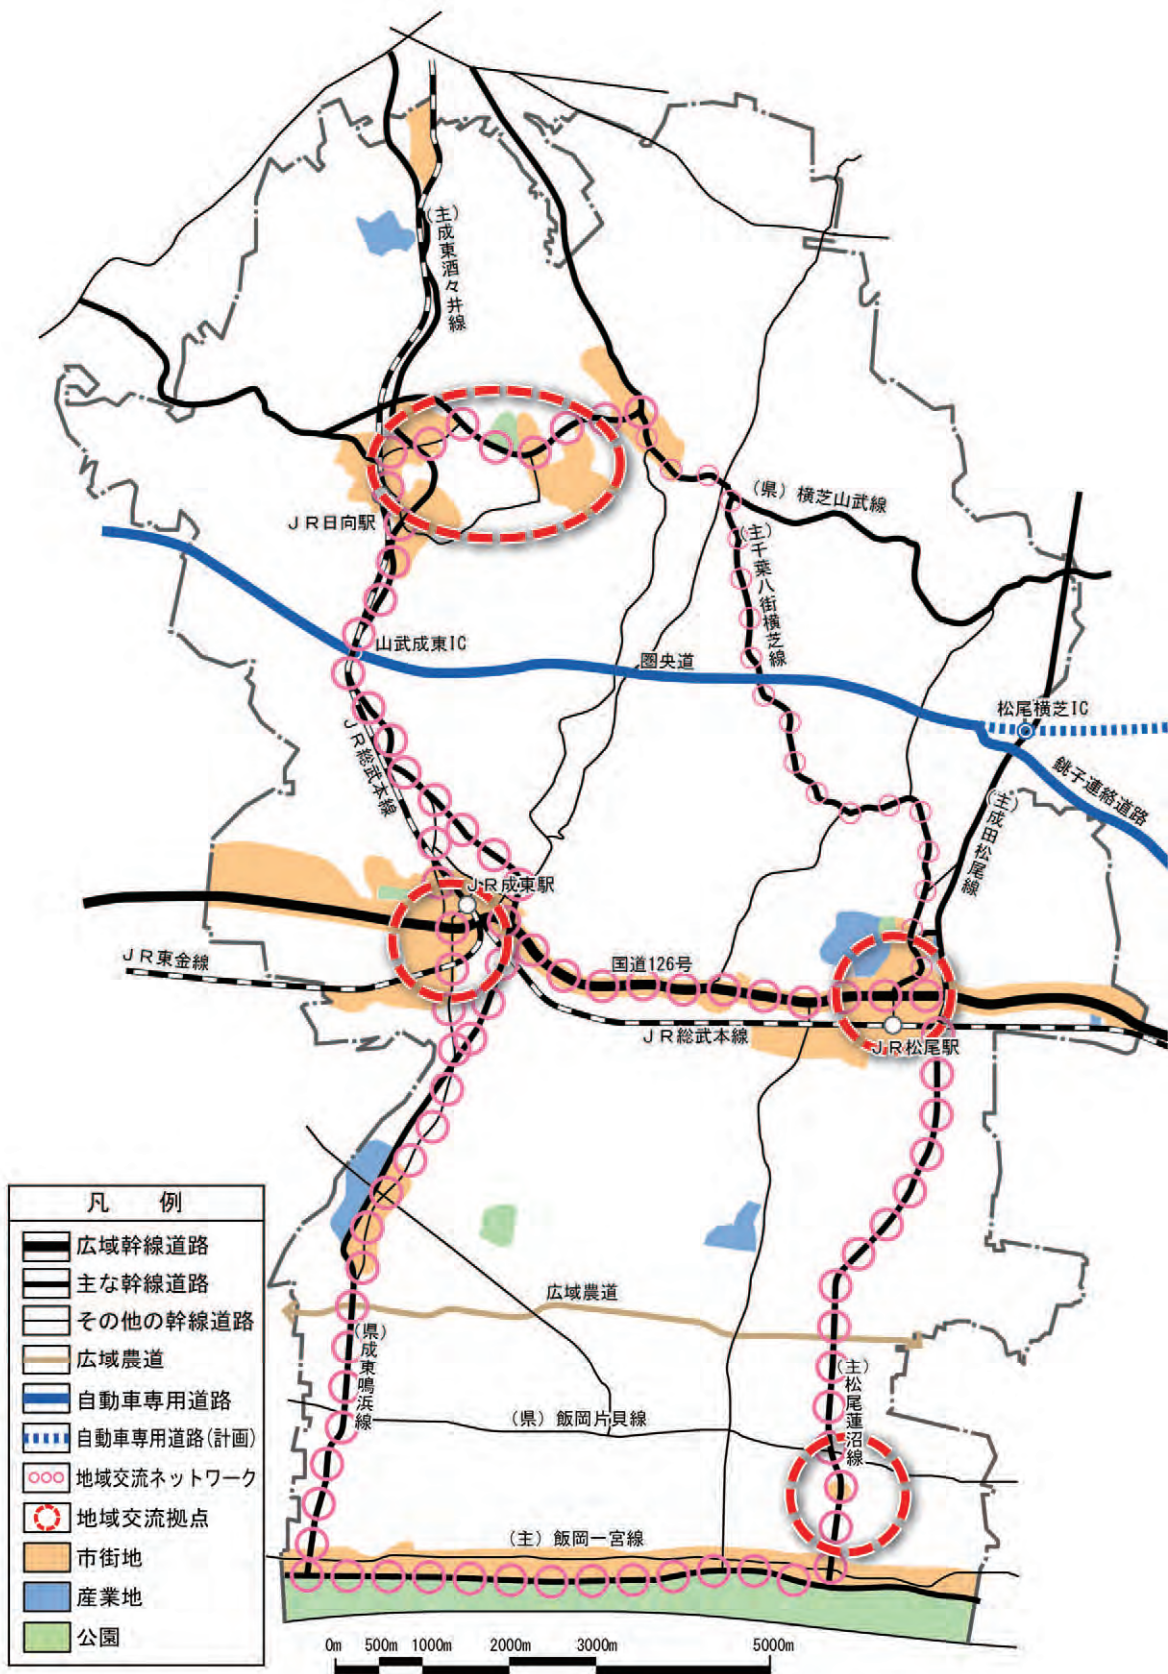 (主)成東酒々井線
JR日向駅
(県)横芝山武線
(主)千葉八街横芝線
山武成東IC
圏央道
松尾横芝IC
銚子連絡道路
JR総武本線
(主)成田松尾線
JR成東駅
JR東金線
国道126号
JR総武本線
JR松尾駅
広域農道
(県)成東鳴浜線
(主)松尾蓮沼線
(県)飯岡片貝線
(主)飯岡一宮線
凡　例
広域幹線道路
主な幹線道路
その他の幹線道路
広域農道
自動車専用道路
自動車専用道路(計画)
地域交流ネットワーク
地域交流拠点
市街地
産業地
公園
0m 500m 1000m 2000m 3000m 5000m